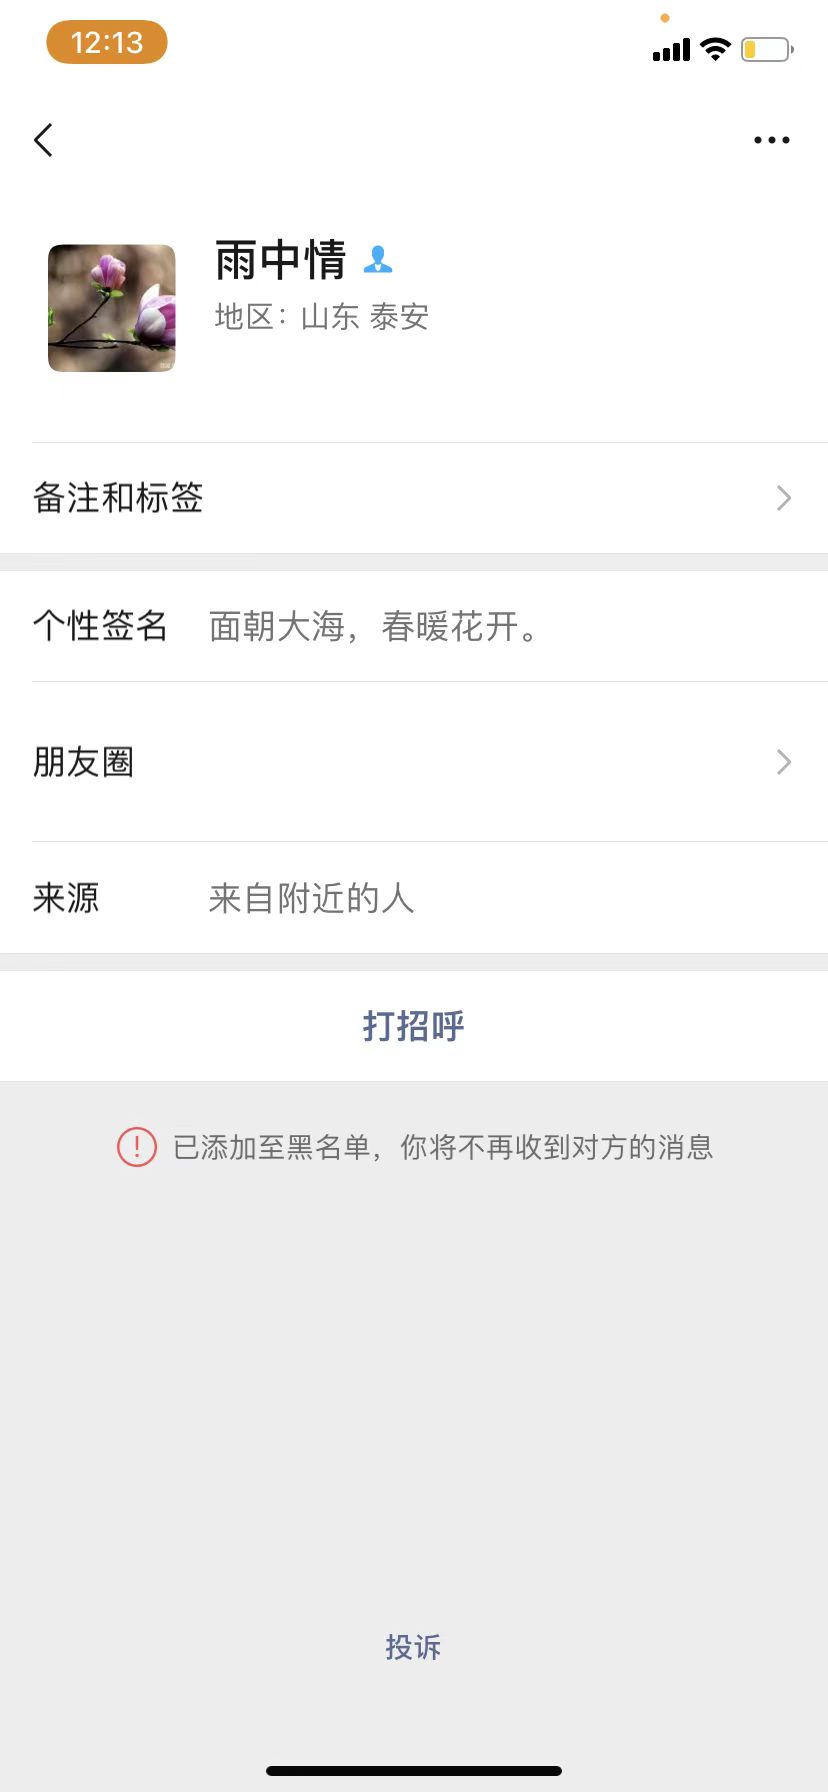 12:13
雨中情
地区：山东 泰安
备注和标签
个性签名 面朝大海，春暖花开。
朋友圈
来源 来自附近的人
打招呼
已添加至黑名单，你将不再收到对方的消息
投诉